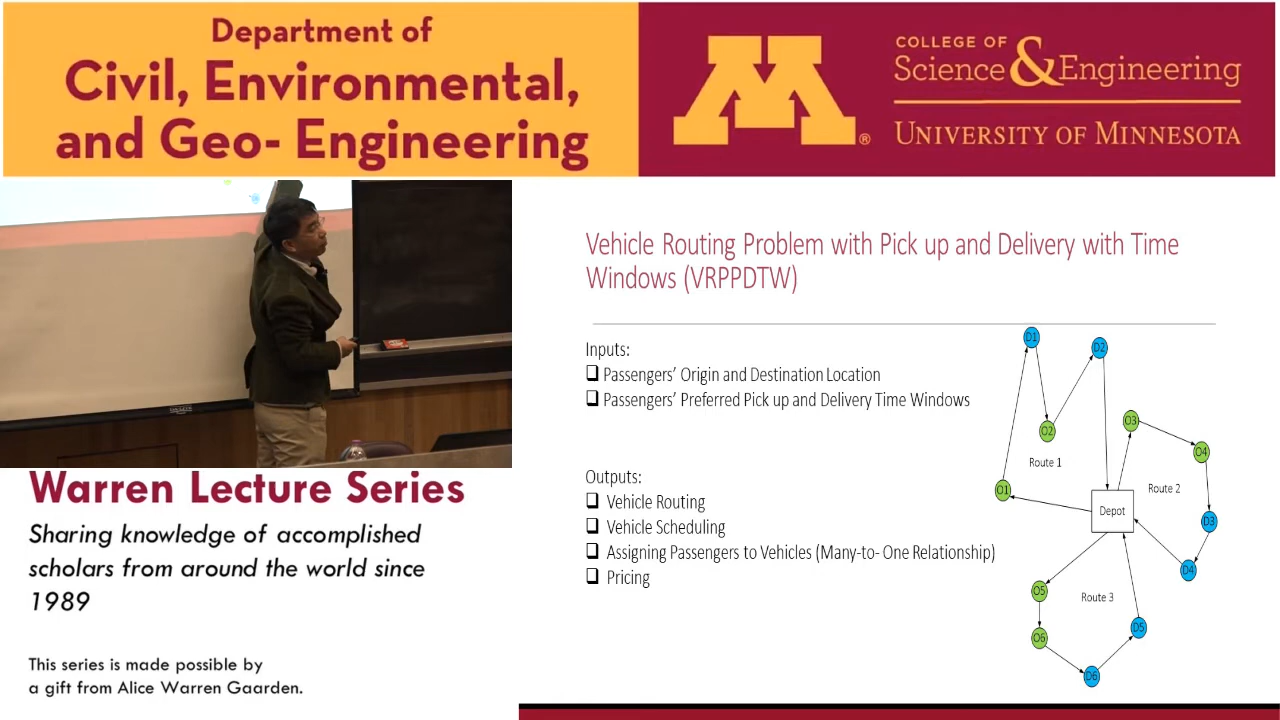 Department of
Civil, Environmental,
and Geo- Engineering
M®
COLLEGE OF
Science & Engineering
UNIVERSITY OF MINNESOTA
Warren Lecture Series
Sharing knowledge of accomplished
scholars from around the world since
1989
This series is made possible by
a gift from Alice Warren Gaarden.
Vehicle Routing Problem with Pick up and Delivery with Time
Windows (VRPPDTW)
Inputs:
Passengers' Origin and Destination Location
Passengers' Preferred Pick up and Delivery Time Windows
Outputs:
Vehicle Routing
Vehicle Scheduling
Assigning Passengers to Vehicles (Many-to- One Relationship)
Pricing
D1
D2
O2
O3
O4
Route 1
O1
Route 2
Depot
D3
D4
O5
Route 3
O6
D5
D6